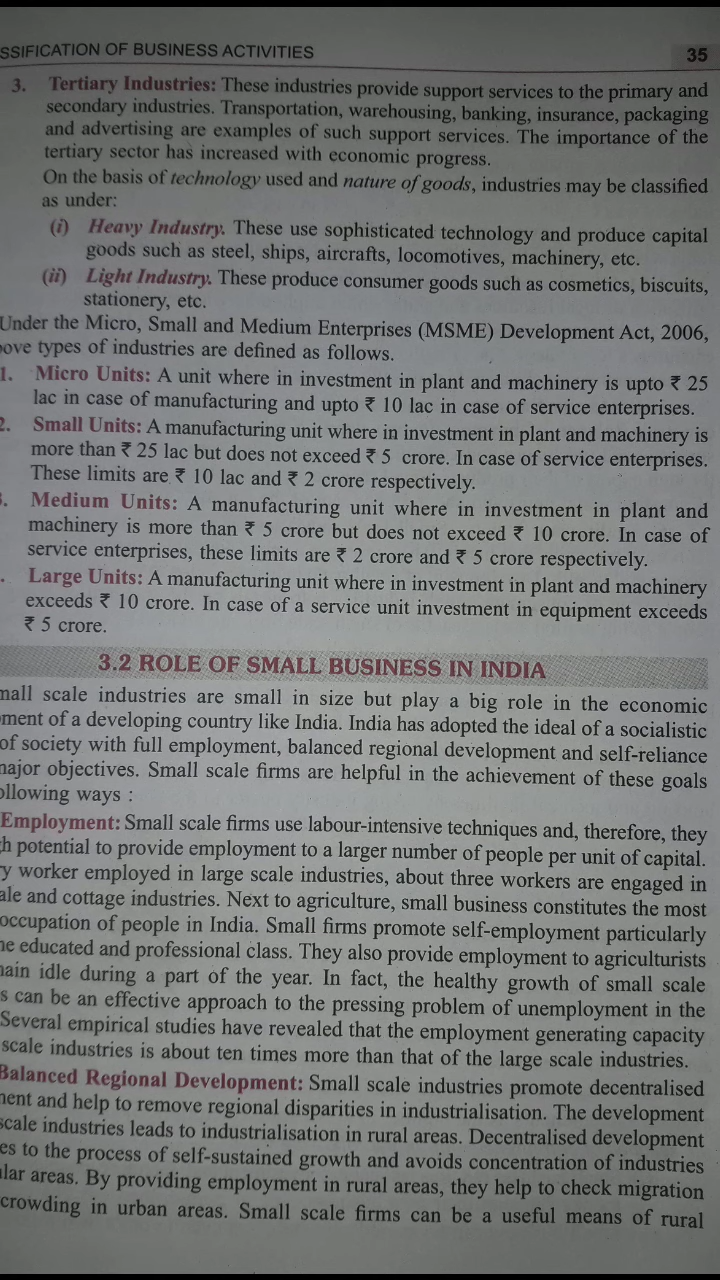 SSIFICATION OF BUSINESS ACTIVITIES 35
3. Tertiary Industries: These industries provide support services to the primary and
secondary industries. Transportation, warehousing, banking, insurance, packaging
and advertising are examples of such support services. The importance of the
tertiary sector has increased with economic progress.
On the basis of technology used and nature of goods, industries may be classified
as under:
(i) Heavy Industry. These use sophisticated technology and produce capital
goods such as steel, ships, aircrafts, locomotives, machinery, etc.
(ii) Light Industry. These produce consumer goods such as cosmetics, biscuits,
stationery, etc.
Under the Micro, Small and Medium Enterprises (MSME) Development Act, 2006,
ove types of industries are defined as follows.
1. Micro Units: A unit where in investment in plant and machinery is upto ₹ 25
lac in case of manufacturing and upto ₹ 10 lac in case of service enterprises.
2. Small Units: A manufacturing unit where in investment in plant and machinery is
more than ₹ 25 lac but does not exceed ₹ 5 crore. In case of service enterprises.
These limits are ₹ 10 lac and ₹ 2 crore respectively.
. Medium Units: A manufacturing unit where in investment in plant and
machinery is more than ₹ 5 crore but does not exceed ₹ 10 crore. In case of
service enterprises, these limits are ₹ 2 crore and ₹ 5 crore respectively.
. Large Units: A manufacturing unit where in investment in plant and machinery
exceeds ₹ 10 crore. In case of a service unit investment in equipment exceeds
₹ 5 crore.
3.2 ROLE OF SMALL BUSINESS IN INDIA
mall scale industries are small in size but play a big role in the economic
ment of a developing country like India. India has adopted the ideal of a socialistic
of society with full employment, balanced regional development and self-reliance
major objectives. Small scale firms are helpful in the achievement of these goals
ollowing ways :
Employment: Small scale firms use labour-intensive techniques and, therefore, they
h potential to provide employment to a larger number of people per unit of capital.
y worker employed in large scale industries, about three workers are engaged in
ale and cottage industries. Next to agriculture, small business constitutes the most
occupation of people in India. Small firms promote self-employment particularly
he educated and professional class. They also provide employment to agriculturists
main idle during a part of the year. In fact, the healthy growth of small scale
s can be an effective approach to the pressing problem of unemployment in the
Several empirical studies have revealed that the employment generating capacity
scale industries is about ten times more than that of the large scale industries.
Balanced Regional Development: Small scale industries promote decentralised
ment and help to remove regional disparities in industrialisation. The development
scale industries leads to industrialisation in rural areas. Decentralised development
es to the process of self-sustained growth and avoids concentration of industries
ular areas. By providing employment in rural areas, they help to check migration
crowding in urban areas. Small scale firms can be a useful means of rural